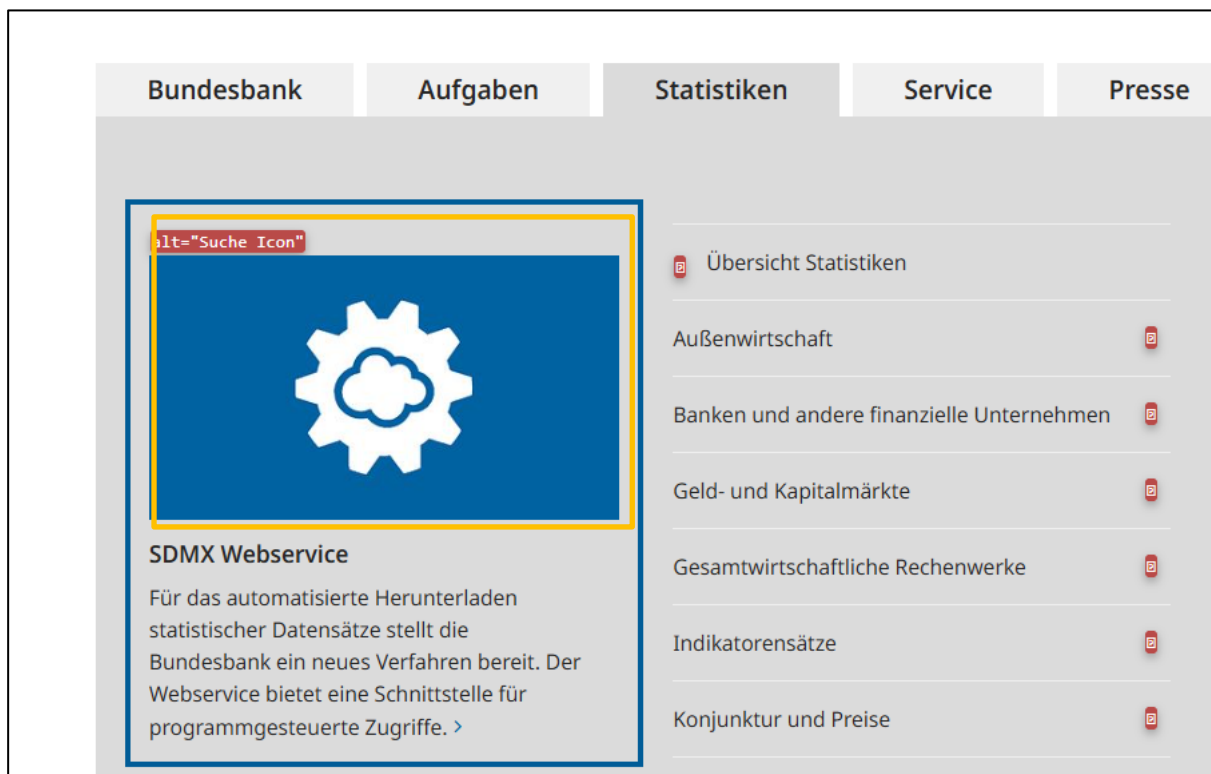 Bundesbank
Aufgaben
Statistiken
Service
Presse
alt="Suche Icon"
SDMX Webservice
Für das automatisierte Herunterladen
statistischer Datensätze stellt die
Bundesbank ein neues Verfahren bereit. Der
Webservice bietet eine Schnittstelle für
programmgesteuerte Zugriffe. >
Übersicht Statistiken
Außenwirtschaft
Banken und andere finanzielle Unternehmen
Geld- und Kapitalmärkte
Gesamtwirtschaftliche Rechenwerke
Indikatorensätze
Konjunktur und Preise